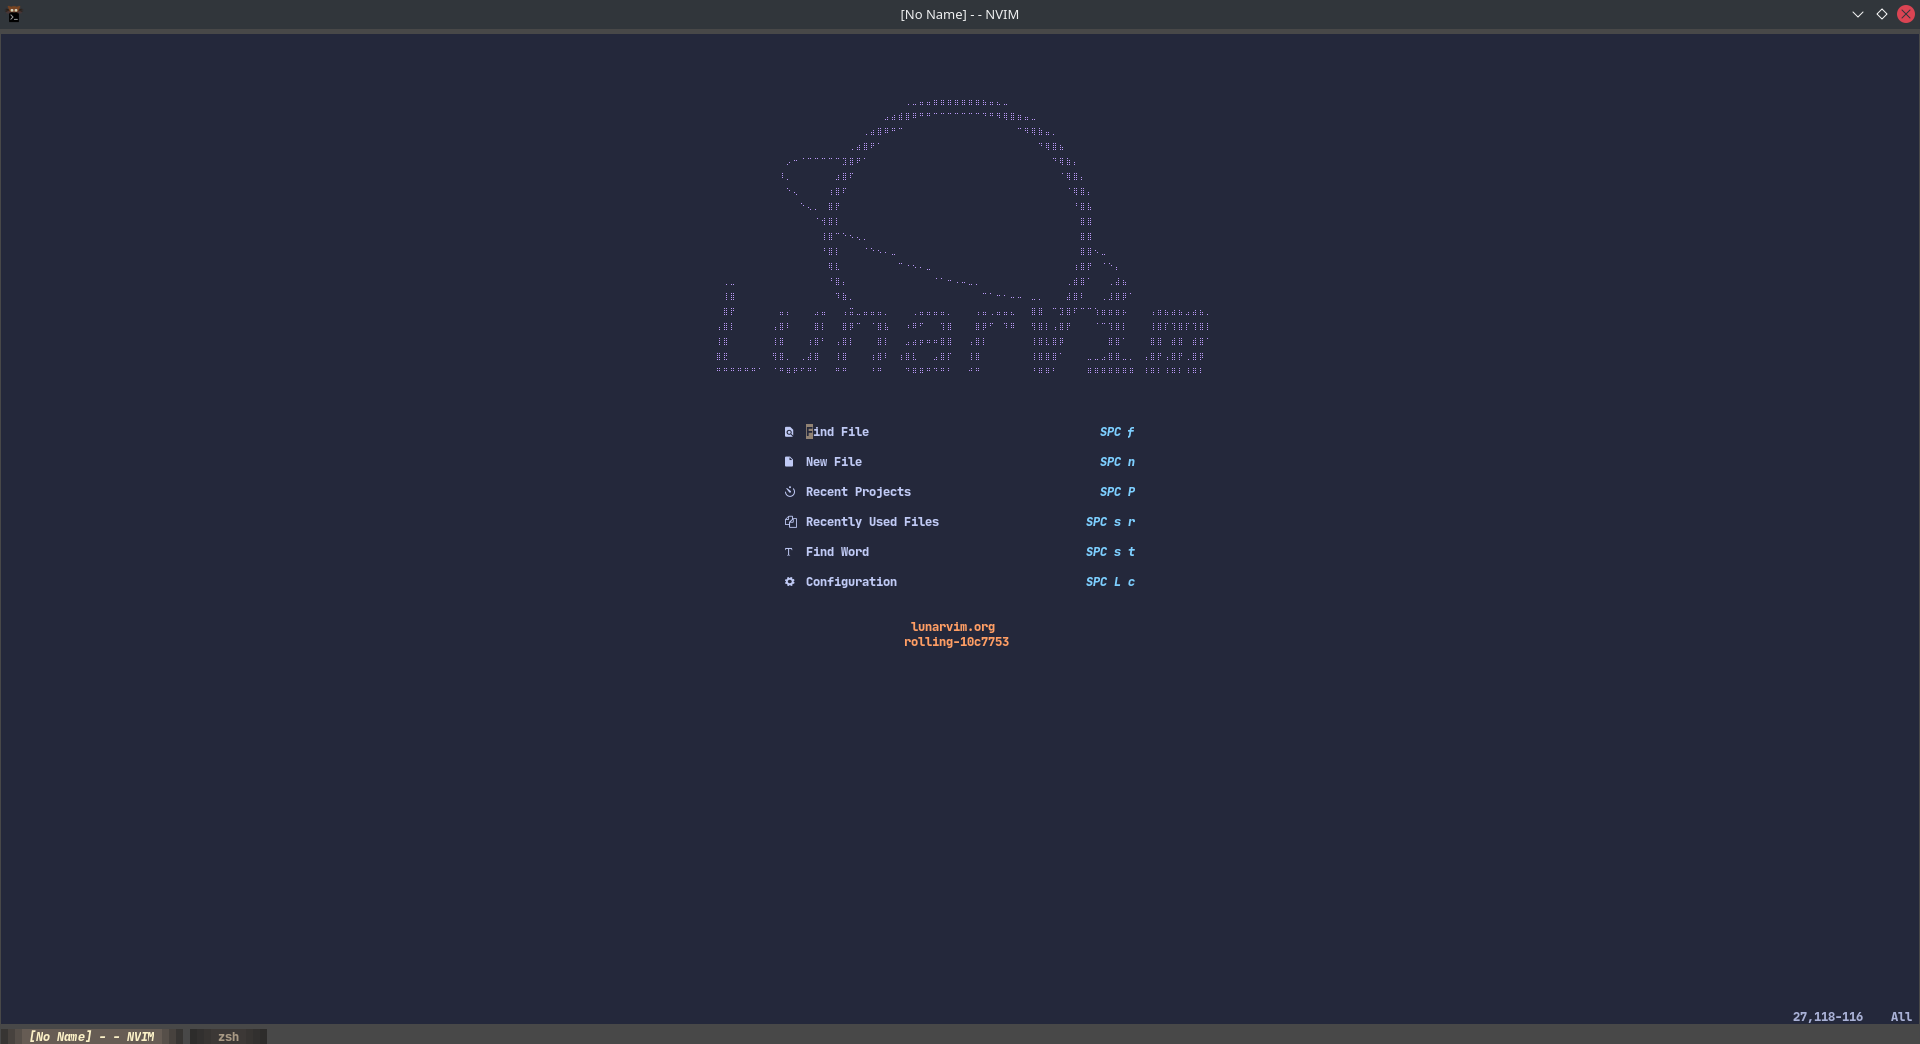 [No Name] - - NVIM
LunarVim
Find File SPC f
New File SPC n
Recent Projects SPC P
Recently Used Files SPC s r
Find Word SPC s t
Configuration SPC L c
lunarvim.org
rolling-10c7753
27,118-116 All
[No Name] - - NVIM zsh